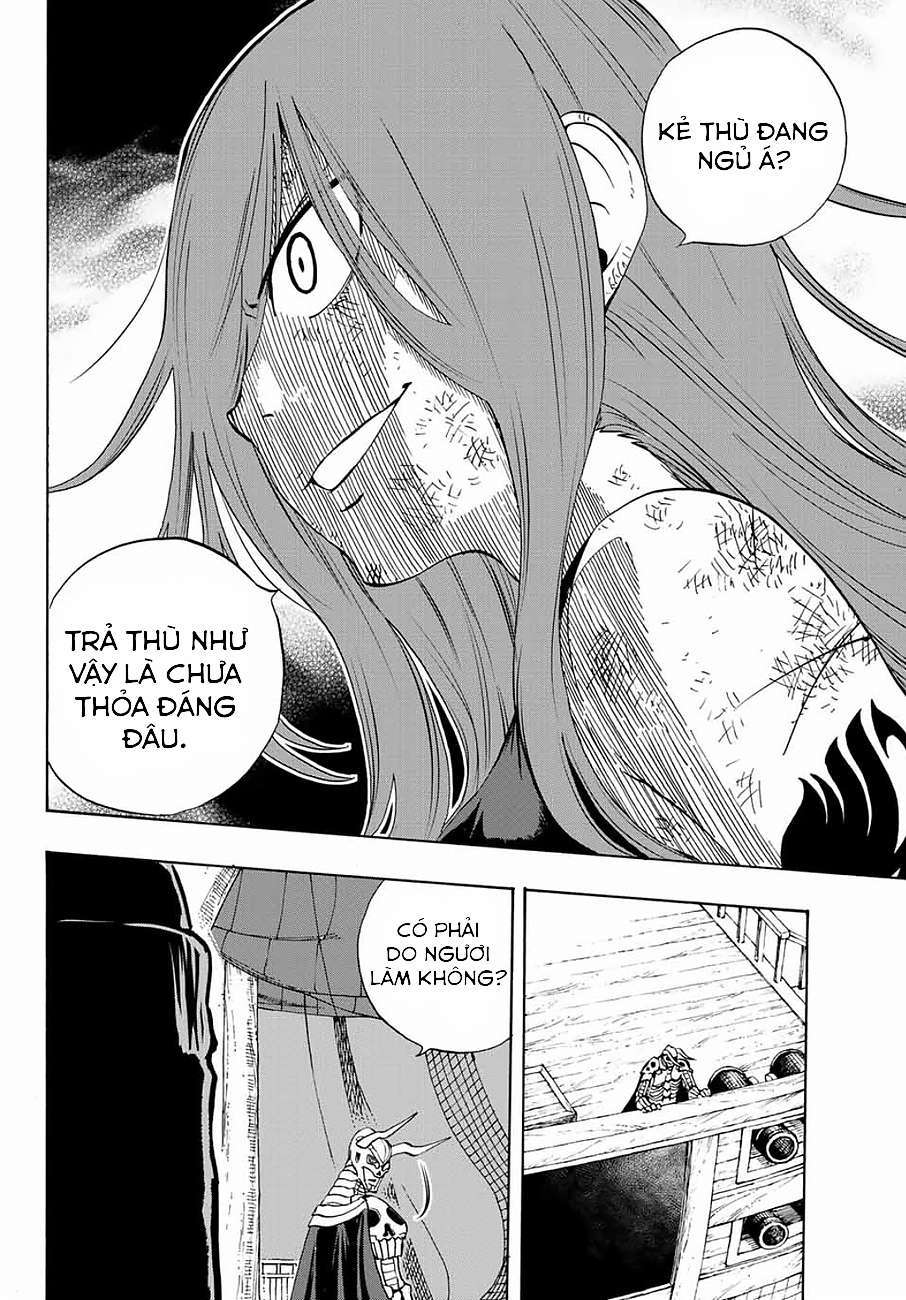 KẺ THÙ ĐANG
NGỦ Á?
TRẢ THÙ NHƯ
VẬY LÀ CHƯA
THỎA ĐÁNG
ĐÂU.
CÓ PHẢI
DO NGƯƠI
LÀM KHÔNG?